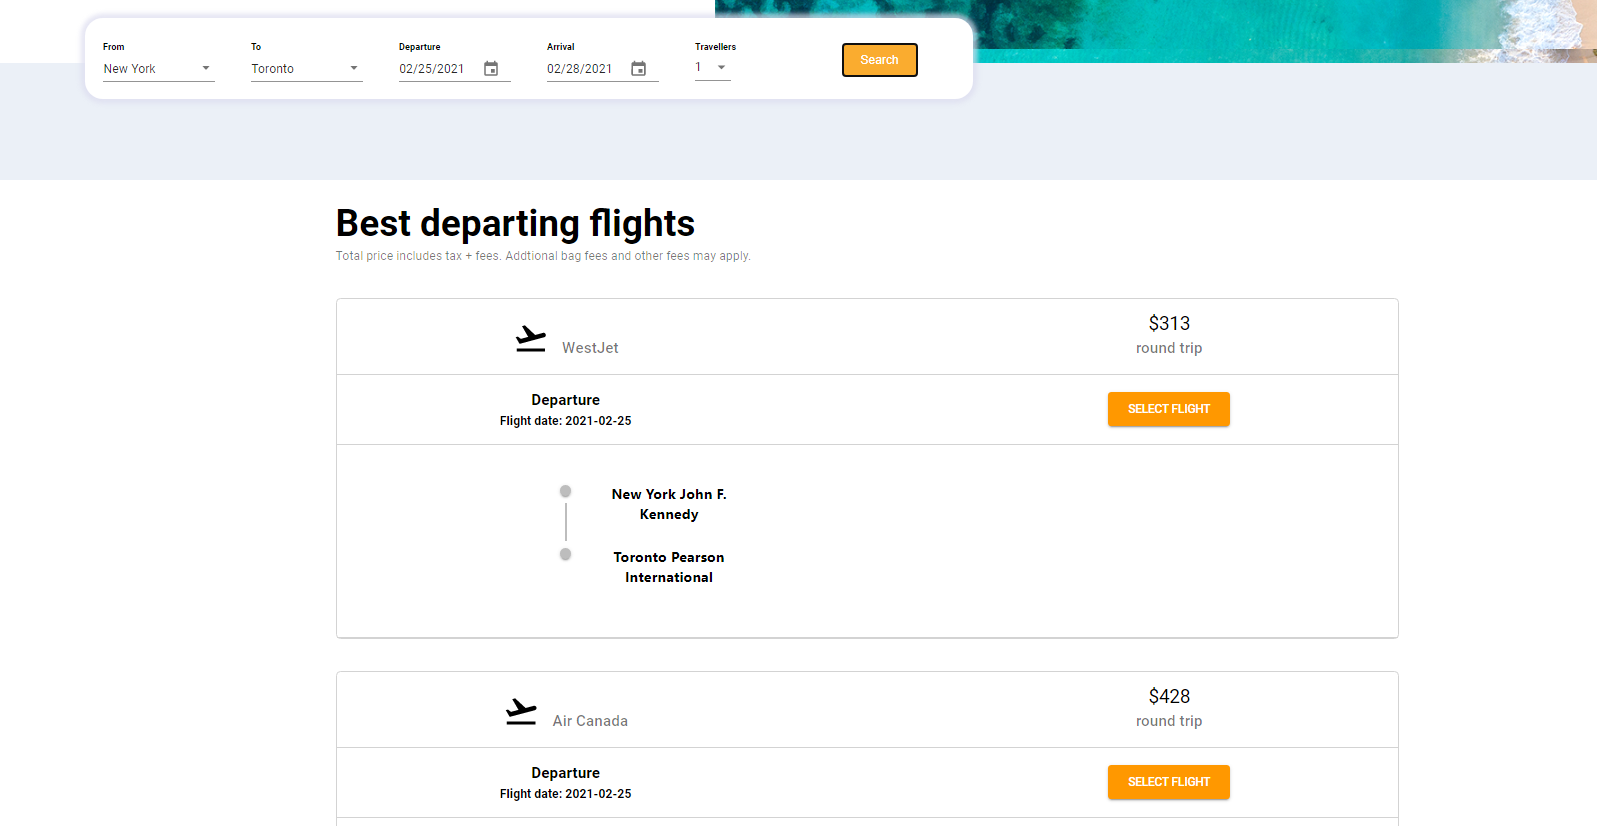 From To Departure Arrival Travellers
New York Toronto 02/25/2021 02/28/2021 1 Search
Best departing flights
Total price includes tax + fees. Addtional bag fees and other fees may apply.
$313
WestJet round trip
Departure
SELECT FLIGHT
Flight date: 2021-02-25
New York John F.
Kennedy
Toronto Pearson
International
$428
Air Canada round trip
Departure
SELECT FLIGHT
Flight date: 2021-02-25